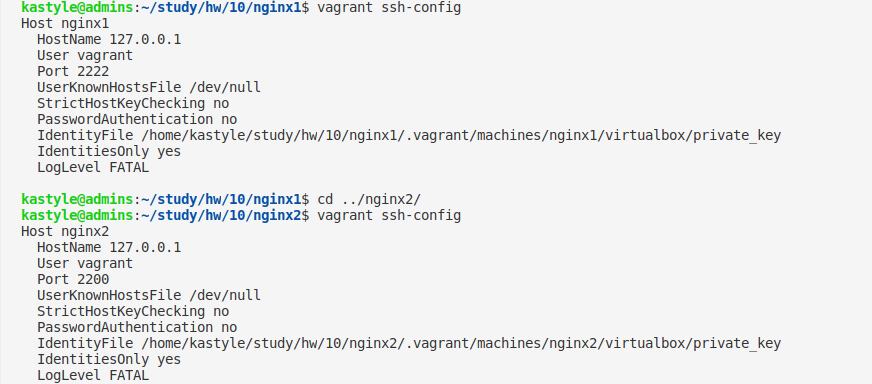 kastyle@admins:~/study/hw/10/nginx1$ vagrant ssh-config
Host nginx1
  HostName 127.0.0.1
  User vagrant
  Port 2222
  UserKnownHostsFile /dev/null
  StrictHostKeyChecking no
  PasswordAuthentication no
  IdentityFile /home/kastyle/study/hw/10/nginx1/.vagrant/machines/nginx1/virtualbox/private_key
  IdentitiesOnly yes
  LogLevel FATAL

kastyle@admins:~/study/hw/10/nginx1$ cd ../nginx2/
kastyle@admins:~/study/hw/10/nginx2$ vagrant ssh-config
Host nginx2
  HostName 127.0.0.1
  User vagrant
  Port 2200
  UserKnownHostsFile /dev/null
  StrictHostKeyChecking no
  PasswordAuthentication no
  IdentityFile /home/kastyle/study/hw/10/nginx2/.vagrant/machines/nginx2/virtualbox/private_key
  IdentitiesOnly yes
  LogLevel FATAL